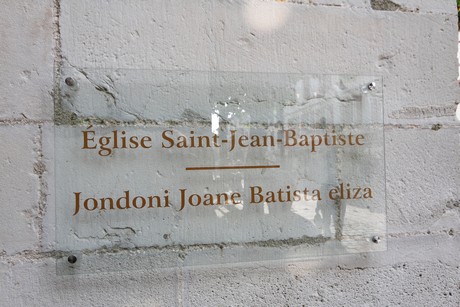 Église Saint-Jean-Baptiste
Jondoni Joane Batista eliza